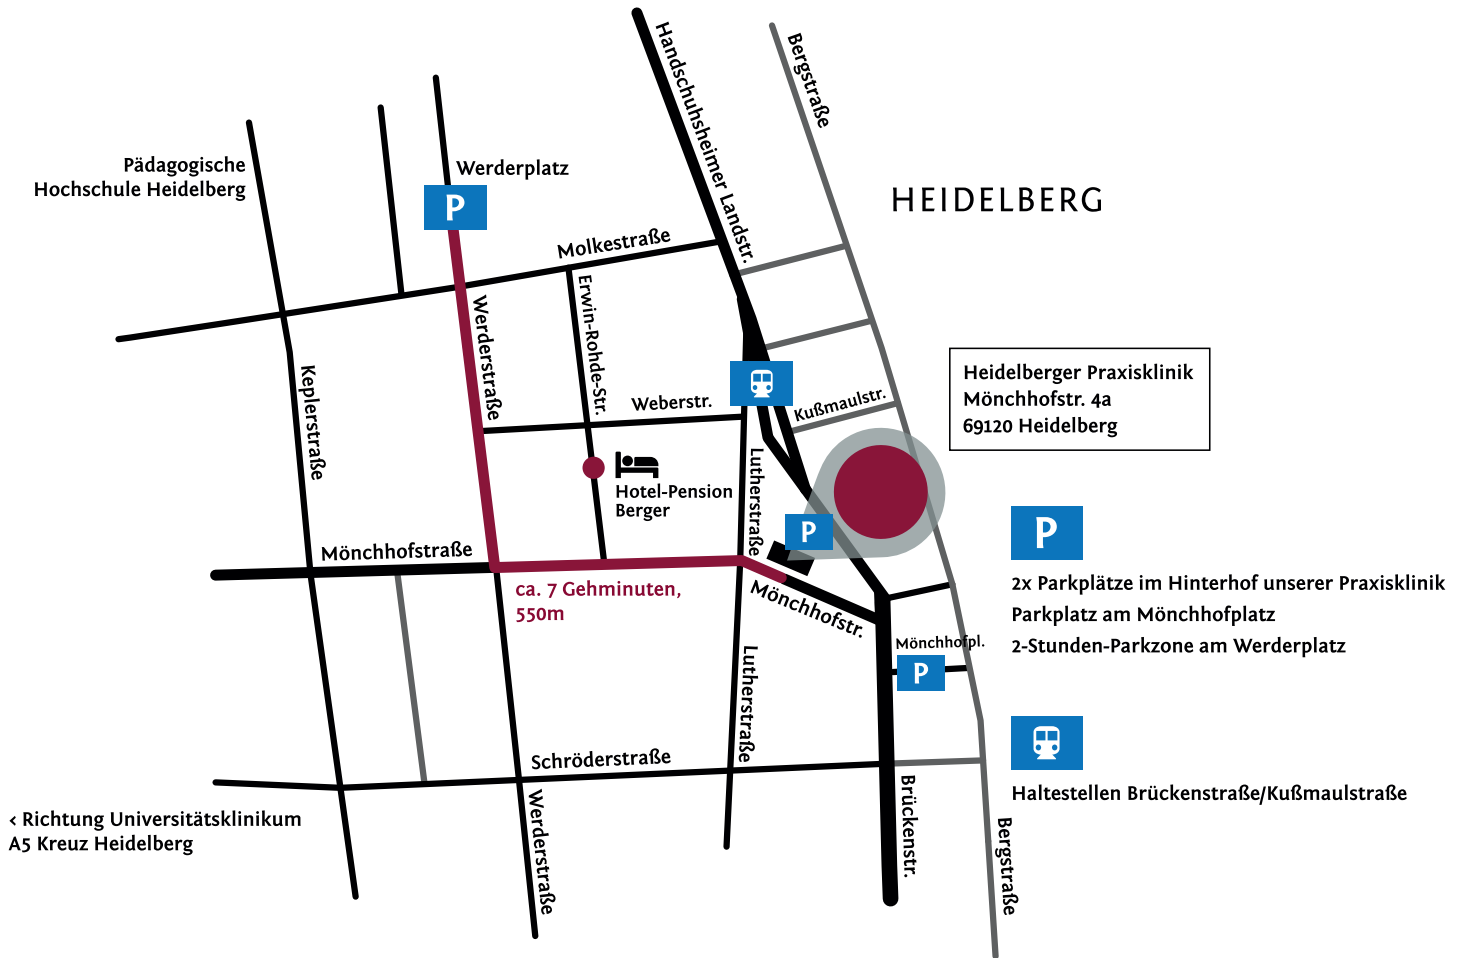 Handschuhsheimer Landstr.
Bergstraße
Pädagogische
Hochschule Heidelberg
Werderplatz
P
HEIDELBERG
Molkestraße
Werderstraße
Erwin-Rohde-Str.
Keplerstraße
Weberstr.
Kußmaulstr.
Heidelberger Praxisklinik
Mönchhofstr. 4a
69120 Heidelberg
Lutherstraße
Hotel-Pension
Berger
P
P
Mönchhofstraße
ca. 7 Gehminuten,
550m
Mönchhofstr.
2x Parkplätze im Hinterhof unserer Praxisklinik
Parkplatz am Mönchhofplatz
2-Stunden-Parkzone am Werderplatz
Mönchhofpl.
P
Lutherstraße
Schröderstraße
Brückenstr.
Haltestellen Brückenstraße/Kußmaulstraße
< Richtung Universitätsklinikum
A5 Kreuz Heidelberg
Werderstraße
Bergstraße